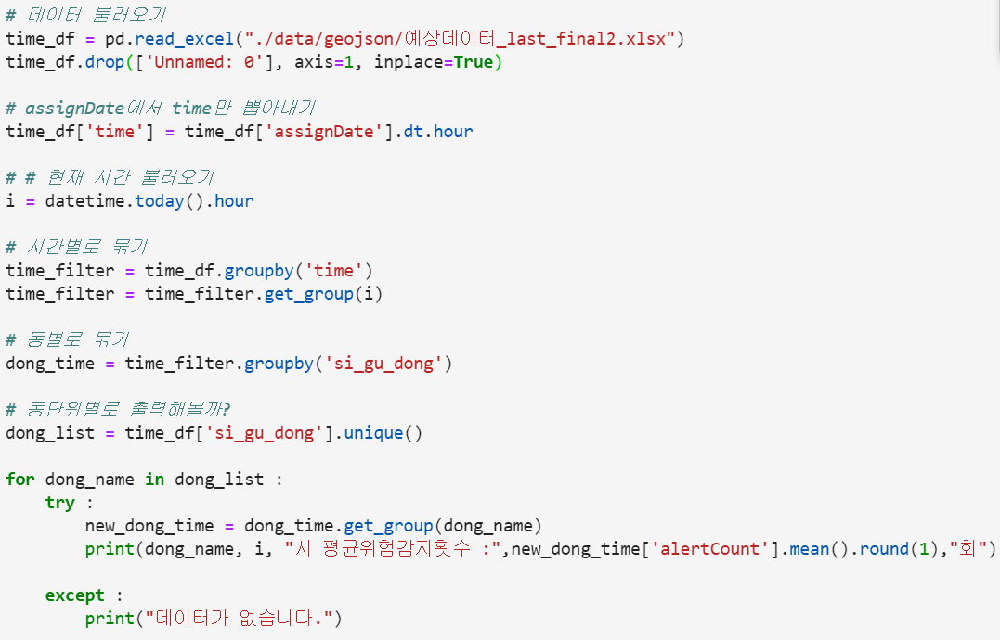 # 데이터 불러오기
time_df = pd.read_excel("./data/geojson/예상데이터_last_final2.xlsx")
time_df.drop(['Unnamed: 0'], axis=1, inplace=True)
# assignDate에서 time만 뽑아내기
time_df['time'] = time_df['assignDate'].dt.hour
# # 현재 시간 불러오기
i = datetime.today().hour
# 시간별로 묶기
time_filter = time_df.groupby('time')
time_filter = time_filter.get_group(i)
# 동별로 묶기
dong_time = time_filter.groupby('si_gu_dong')
# 동단위별로 출력해볼까?
dong_list = time_df['si_gu_dong'].unique()
for dong_name in dong_list :
    try :
        new_dong_time = dong_time.get_group(dong_name)
        print(dong_name, i, "시 평균위험감지횟수 :",new_dong_time['alertCount'].mean().round(1),"회")
    except :
        print("데이터가 없습니다.")